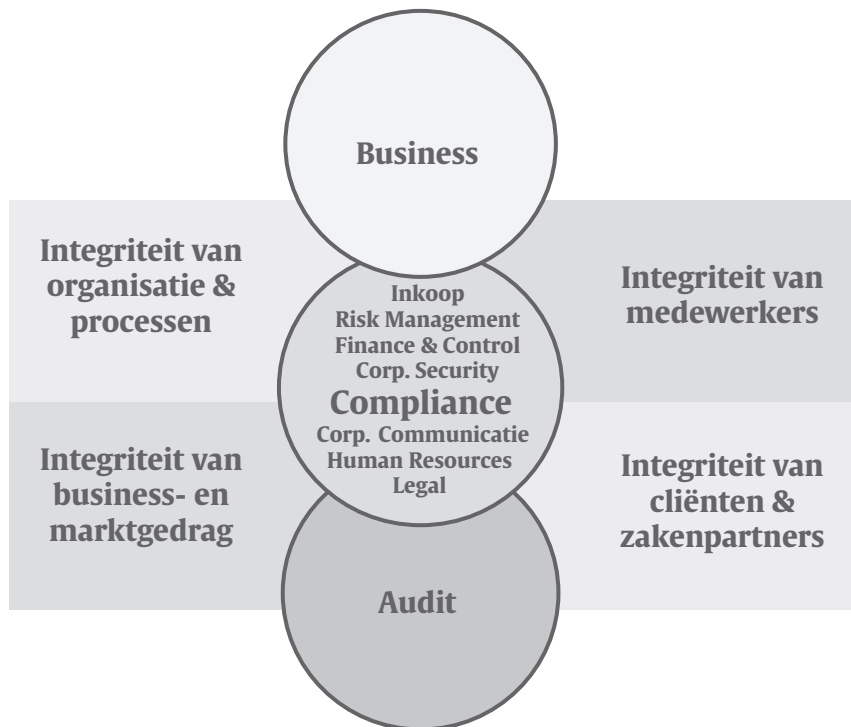 Business
Integriteit van
organisatie &
processen
Integriteit van
medewerkers
Inkoop
Risk Management
Finance & Control
Corp. Security
Compliance
Corp. Communicatie
Human Resources
Legal
Integriteit van
business- en
marktgedrag
Integriteit van
cliënten &
zakenpartners
Audit